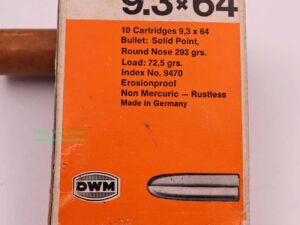 9.3×64
10 Cartridges 9,3 x 64
Bullet: Solid Point,
Round Nose 293 grs.
Load: 72,5 grs.
Index No. 9470
Erosionproof
Non Mercuric – Rustless
Made in Germany
DWM